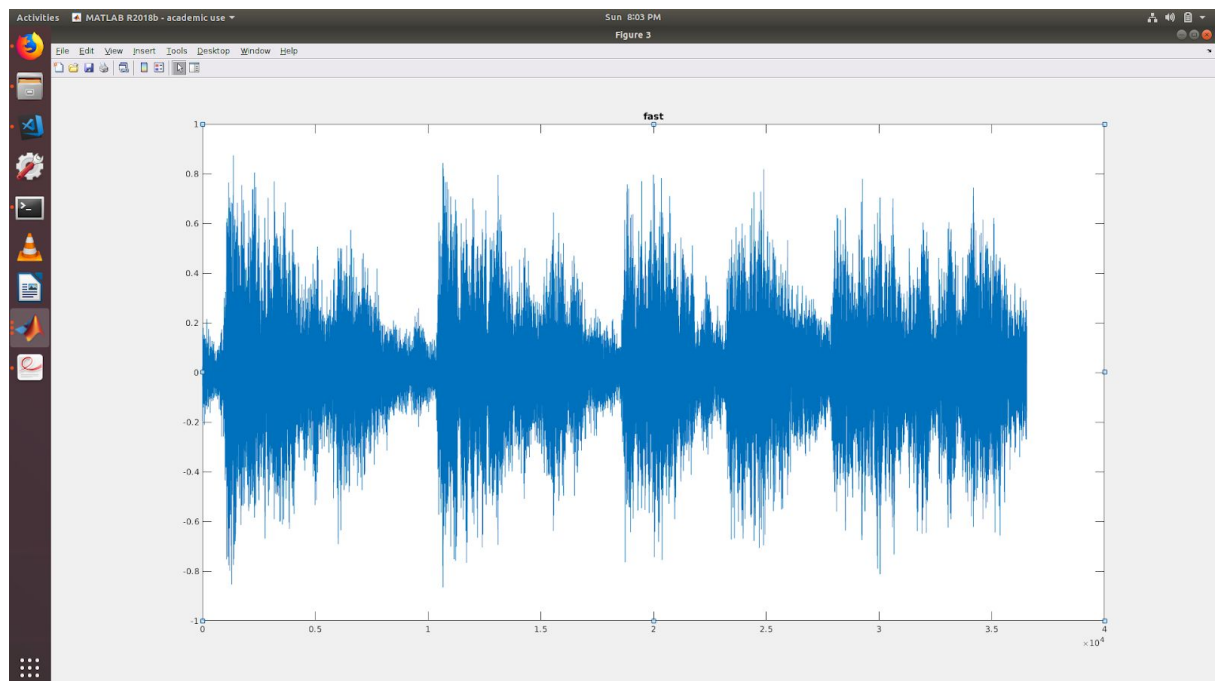 Activities MATLAB R2018b - academic use Sun 8:03 PM
Figure 3
File Edit View Insert Tools Desktop Window Help
fast
1
0.8
0.6
0.4
0.2
0
-0.2
-0.4
-0.6
-0.8
-1
0 0.5 1 1.5 2 2.5 3 3.5 4
×10⁴